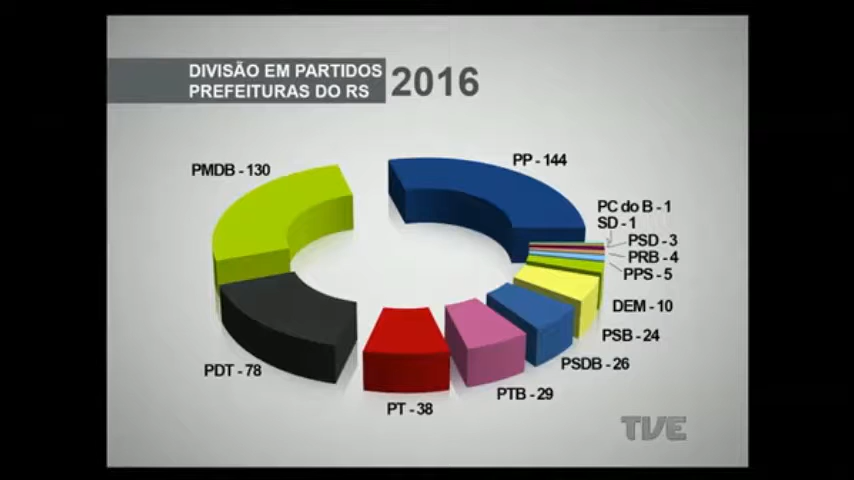 DIVISÃO EM PARTIDOS
PREFEITURAS DO RS
2016
PMDB - 130
PP - 144
PC do B - 1
SD - 1
PSD - 3
PRB - 4
PPS - 5
DEM - 10
PSB - 24
PSDB - 26
PTB - 29
PT - 38
PDT - 78
TVE